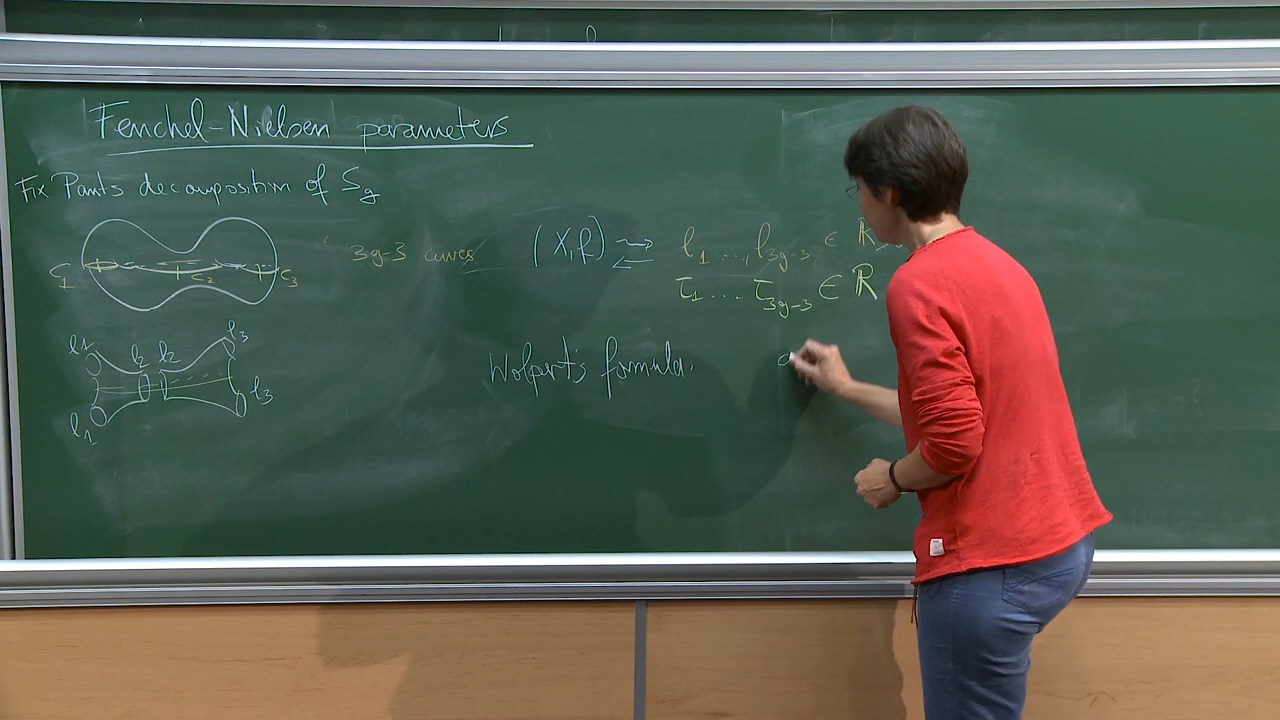 Fenchel-Nielsen parameters
Fix Pants decomposition of S_g
C_1 C_2 C_3
3g-3 curves
(X, f) ⇄ l_1 ..., l_{3g-3} ∈ R
τ_1 ... τ_{3g-3} ∈ R
l_1 l_2 l_2 l_3
l_1 l_3
Wolpert's formula: